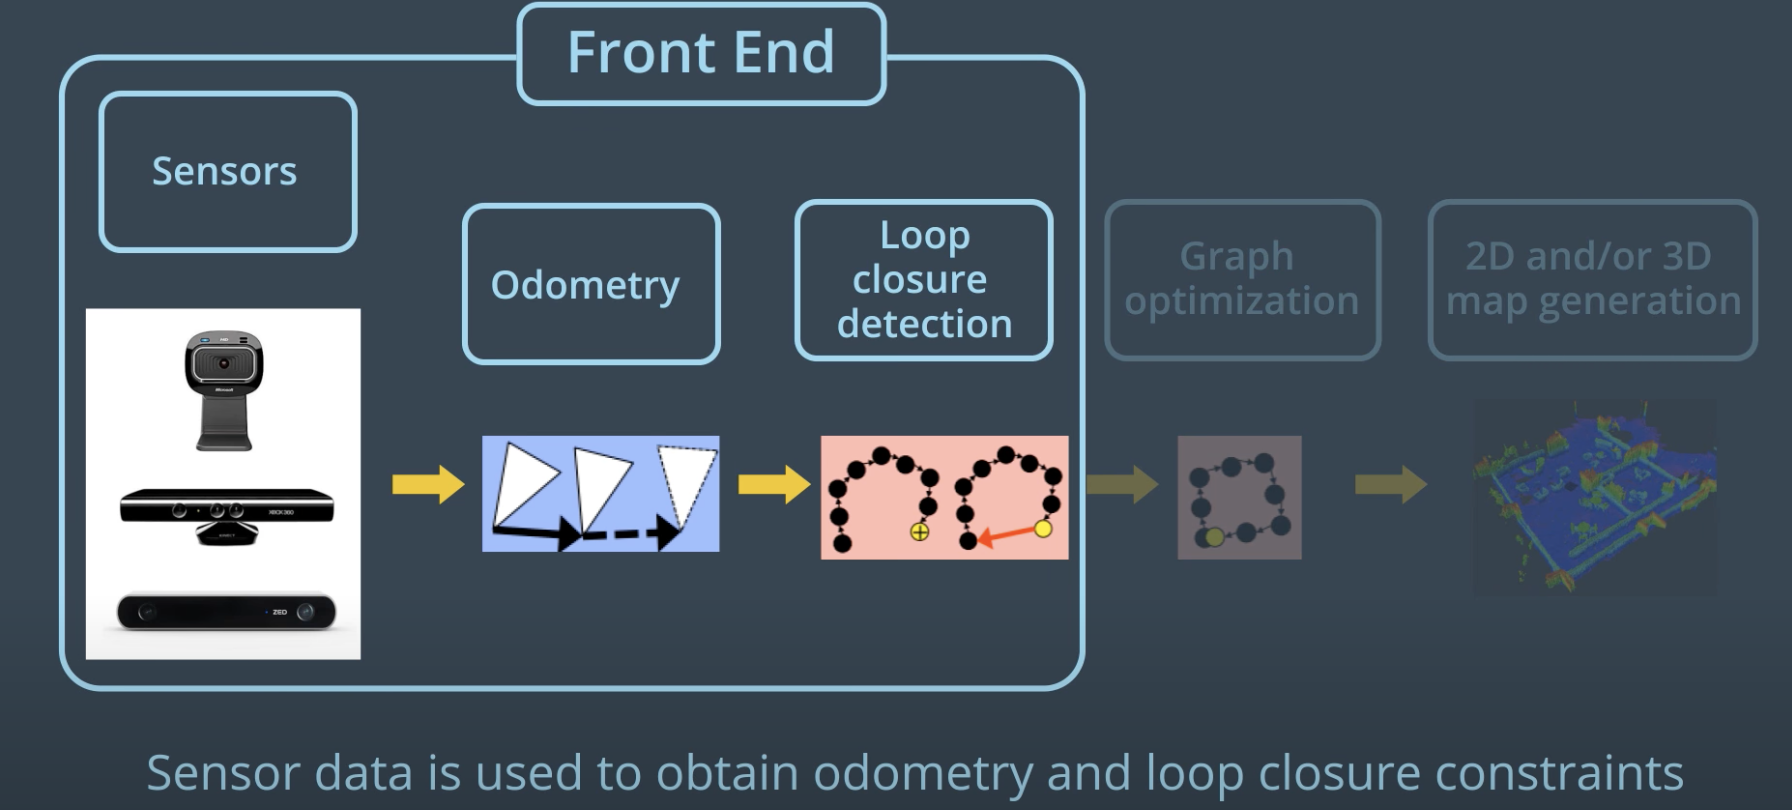 Front End
Sensors
Odometry
Loop
closure
detection
Graph
optimization
2D and/or 3D
map generation
XBOX 360
ZED
Sensor data is used to obtain odometry and loop closure constraints